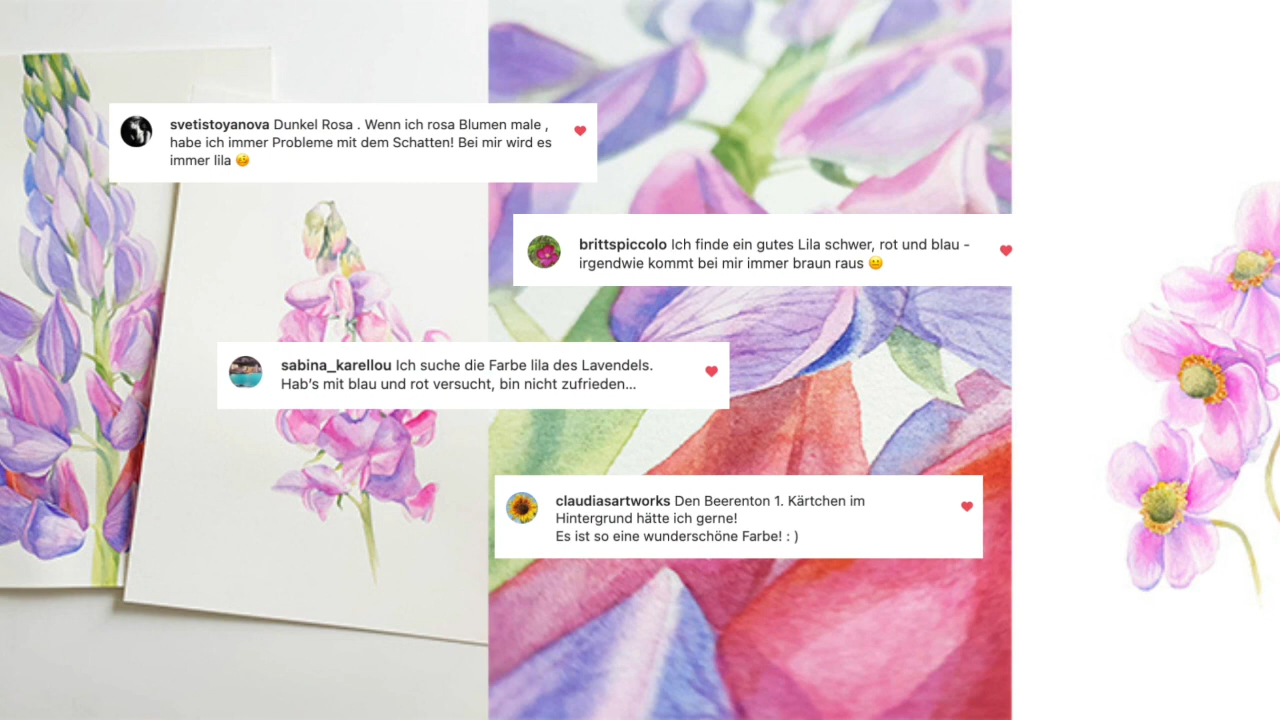 svetistoyanova Dunkel Rosa . Wenn ich rosa Blumen male ,
habe ich immer Probleme mit dem Schatten! Bei mir wird es
immer lila 🥴
brittspiccolo Ich finde ein gutes Lila schwer, rot und blau -
irgendwie kommt bei mir immer braun raus 😐
sabina_karellou Ich suche die Farbe lila des Lavendels.
Hab’s mit blau und rot versucht, bin nicht zufrieden...
claudiasartworks Den Beerenton 1. Kärtchen im
Hintergrund hätte ich gerne!
Es ist so eine wunderschöne Farbe! : )